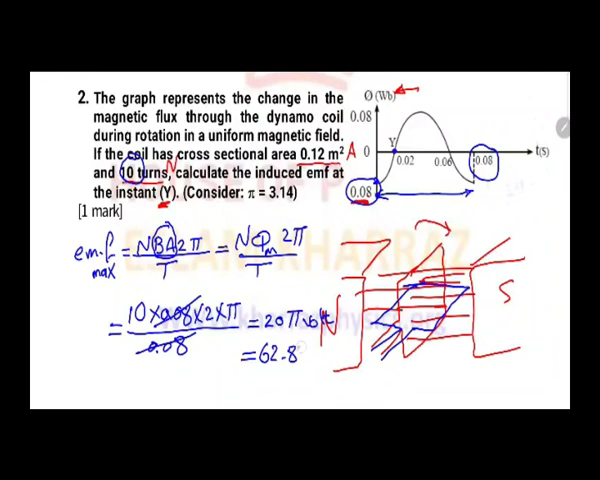 2. The graph represents the change in the
magnetic flux through the dynamo coil
during rotation in a uniform magnetic field.
If the coil has cross sectional area 0.12 m² A
and 10 turns, N calculate the induced emf at
the instant (Y). (Consider: π = 3.14)
[1 mark]
Ø (Wb)
0.08
Y
0
0.02
0.06
0.08
t(S)
0.08
e.m.f max = NBA2π / T = NΦm 2π / T
= 10 × 0.08 × 2 × π / 0.08 = 20π volt
= 62.8
N
S